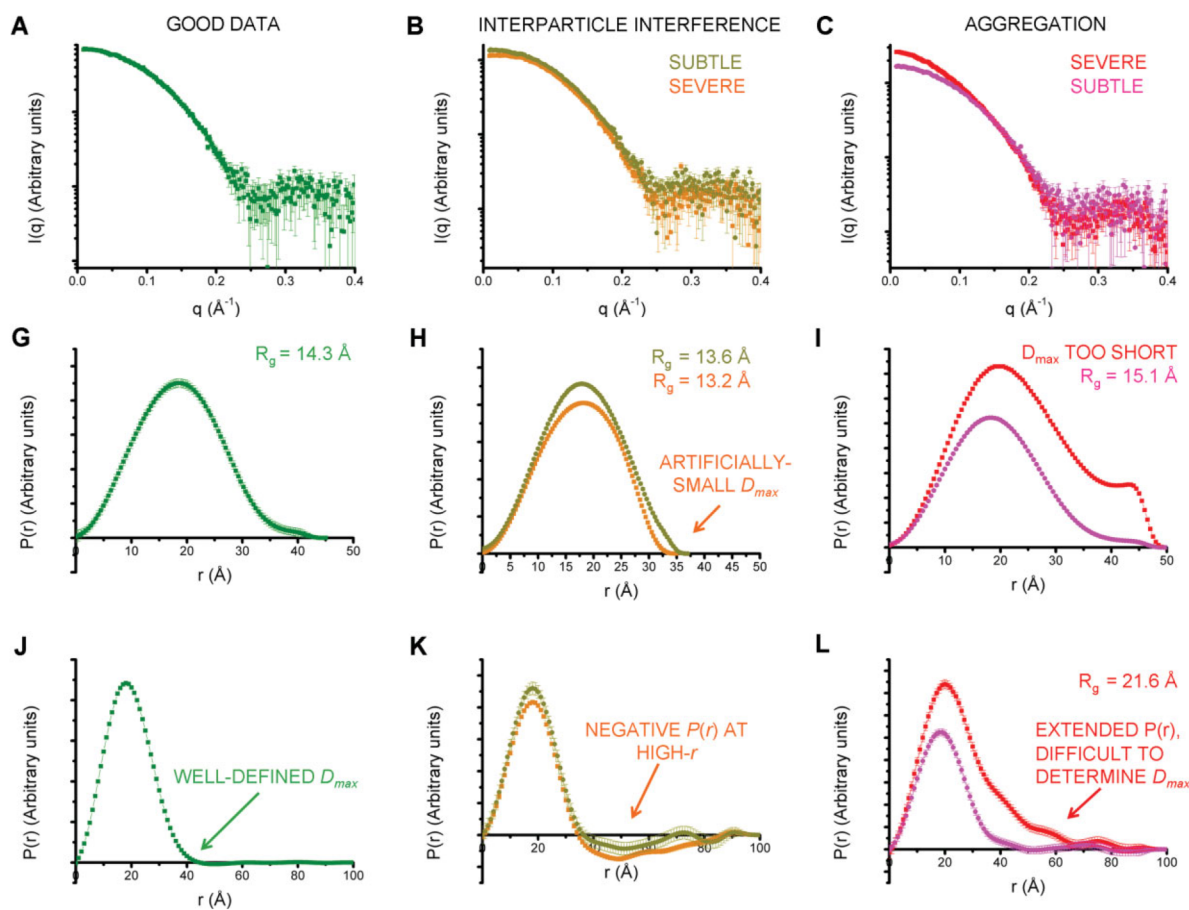 A
GOOD DATA
I(q) (Arbitrary units)
0.0 0.1 0.2 0.3 0.4
q (Å⁻¹)
B
INTERPARTICLE INTERFERENCE
SUBTLE
SEVERE
I(q) (Arbitrary units)
0.0 0.1 0.2 0.3 0.4
q (Å⁻¹)
C
AGGREGATION
SEVERE
SUBTLE
I(q) (Arbitrary units)
0.0 0.1 0.2 0.3 0.4
q (Å⁻¹)
G
Rg = 14.3 Å
P(r) (Arbitrary units)
0 10 20 30 40 50
r (Å)
H
Rg = 13.6 Å
Rg = 13.2 Å
ARTIFICIALLY-
SMALL Dmax
P(r) (Arbitrary units)
0 5 10 15 20 25 30 35 40 45 50
r (Å)
I
Dmax TOO SHORT
Rg = 15.1 Å
P(r) (Arbitrary units)
0 10 20 30 40 50
r (Å)
J
WELL-DEFINED Dmax
P(r) (Arbitrary units)
0 20 40 60 80 100
r (Å)
K
NEGATIVE P(r) AT
HIGH-r
P(r) (Arbitrary units)
0 20 40 60 80 100
r (Å)
L
Rg = 21.6 Å
EXTENDED P(r),
DIFFICULT TO
DETERMINE Dmax
P(r) (Arbitrary units)
0 20 40 60 80 100
r (Å)